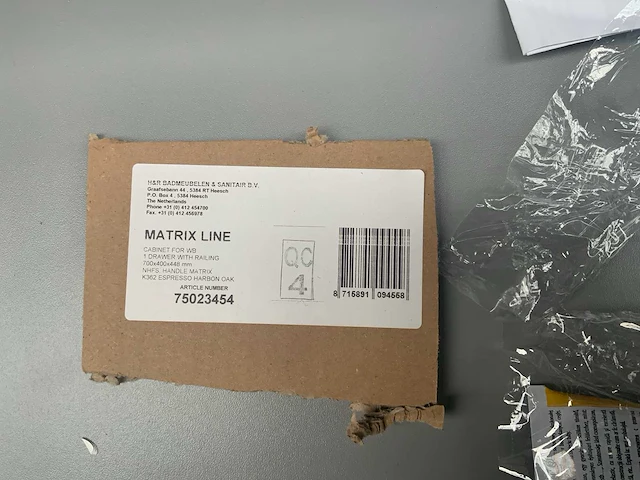 H&R BADMEUBELEN & SANITAIR B.V.
Graafsebaan 44 , 5384 RT Heesch
P.O. Box 4 , 5384 Heesch
The Netherlands
Phone +31 (0) 412 454700
Fax. +31 (0) 412 456978
MATRIX LINE
CABINET FOR WB
1 DRAWER WITH RAILING
700x400x448 mm
NHFS, HANDLE MATRIX
K362 ESPRESSO HARBON OAK
ARTICLE NUMBER
75023454
QC
4
8 715891 094568